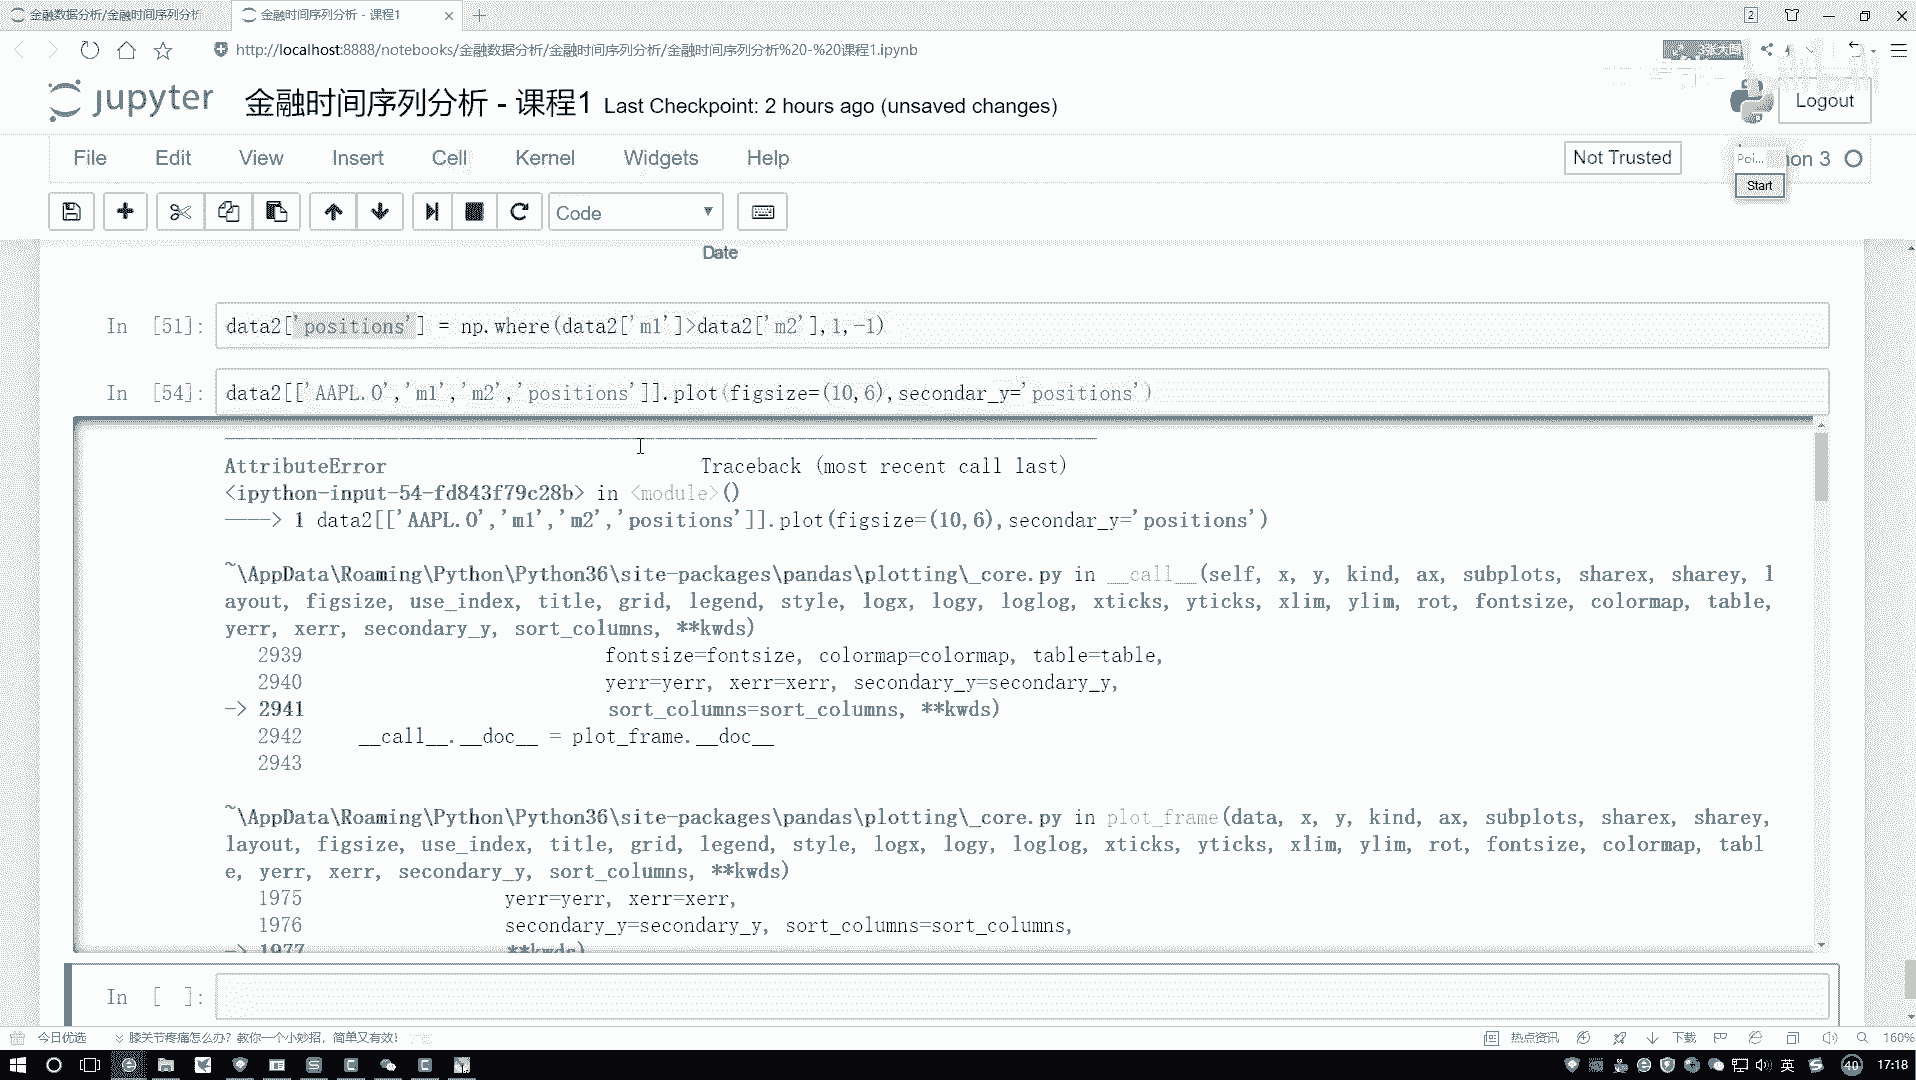 金融数据分析/金融时间序列分析
金融时间序列分析 - 课程1
2
http://localhost:8888/notebooks/金融数据分析/金融时间序列分析/金融时间序列分析%20-%20课程1.ipynb
3张大图
jupyter
金融时间序列分析 - 课程1 Last Checkpoint: 2 hours ago (unsaved changes)
Logout
File Edit View Insert Cell Kernel Widgets Help
Not Trusted
Poi...
on 3
Start
Code
Date
In [51]: data2['positions'] = np.where(data2['m1']>data2['m2'],1,-1)
In [54]: data2[['AAPL.O','m1','m2','positions']].plot(figsize=(10,6),secondar_y='positions')
AttributeError Traceback (most recent call last)
<ipython-input-54-fd843f79c28b> in <module>()
----> 1 data2[['AAPL.O','m1','m2','positions']].plot(figsize=(10,6),secondar_y='positions')
~\AppData\Roaming\Python\Python36\site-packages\pandas\plotting\_core.py in __call__(self, x, y, kind, ax, subplots, sharex, sharey, l
ayout, figsize, use_index, title, grid, legend, style, logx, logy, loglog, xticks, yticks, xlim, ylim, rot, fontsize, colormap, table,
yerr, xerr, secondary_y, sort_columns, **kwds)
2939 fontsize=fontsize, colormap=colormap, table=table,
2940 yerr=yerr, xerr=xerr, secondary_y=secondary_y,
-> 2941 sort_columns=sort_columns, **kwds)
2942 __call__.__doc__ = plot_frame.__doc__
2943
~\AppData\Roaming\Python\Python36\site-packages\pandas\plotting\_core.py in plot_frame(data, x, y, kind, ax, subplots, sharex, sharey,
layout, figsize, use_index, title, grid, legend, style, logx, logy, loglog, xticks, yticks, xlim, ylim, rot, fontsize, colormap, tabl
e, yerr, xerr, secondary_y, sort_columns, **kwds)
1975 yerr=yerr, xerr=xerr,
1976 secondary_y=secondary_y, sort_columns=sort_columns,
-> 1977 **kwds)
In [ ]:
今日优选
膝关节疼痛怎么办？教你一个小妙招，简单又有效！
热点资讯
下载
160%
英
40
17:18